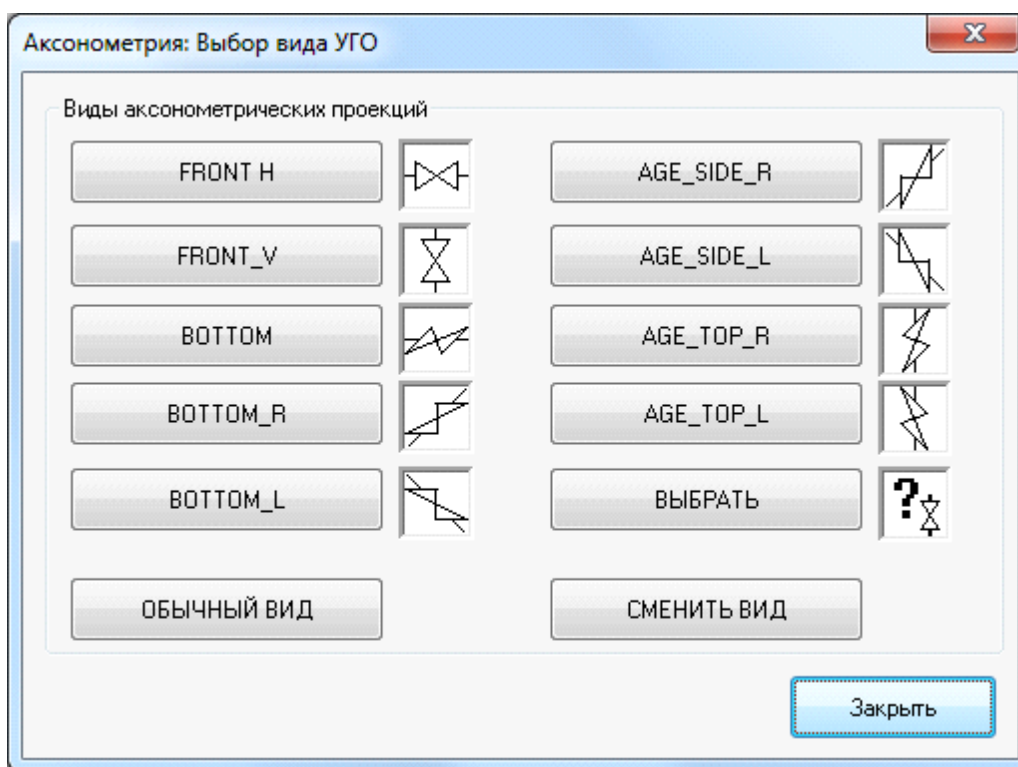 Аксонометрия: Выбор вида УГО
Виды аксонометрических проекций
FRONT H
AGE_SIDE_R
FRONT_V
AGE_SIDE_L
BOTTOM
AGE_TOP_R
BOTTOM_R
AGE_TOP_L
BOTTOM_L
ВЫБРАТЬ
?
ОБЫЧНЫЙ ВИД
СМЕНИТЬ ВИД
Закрыть